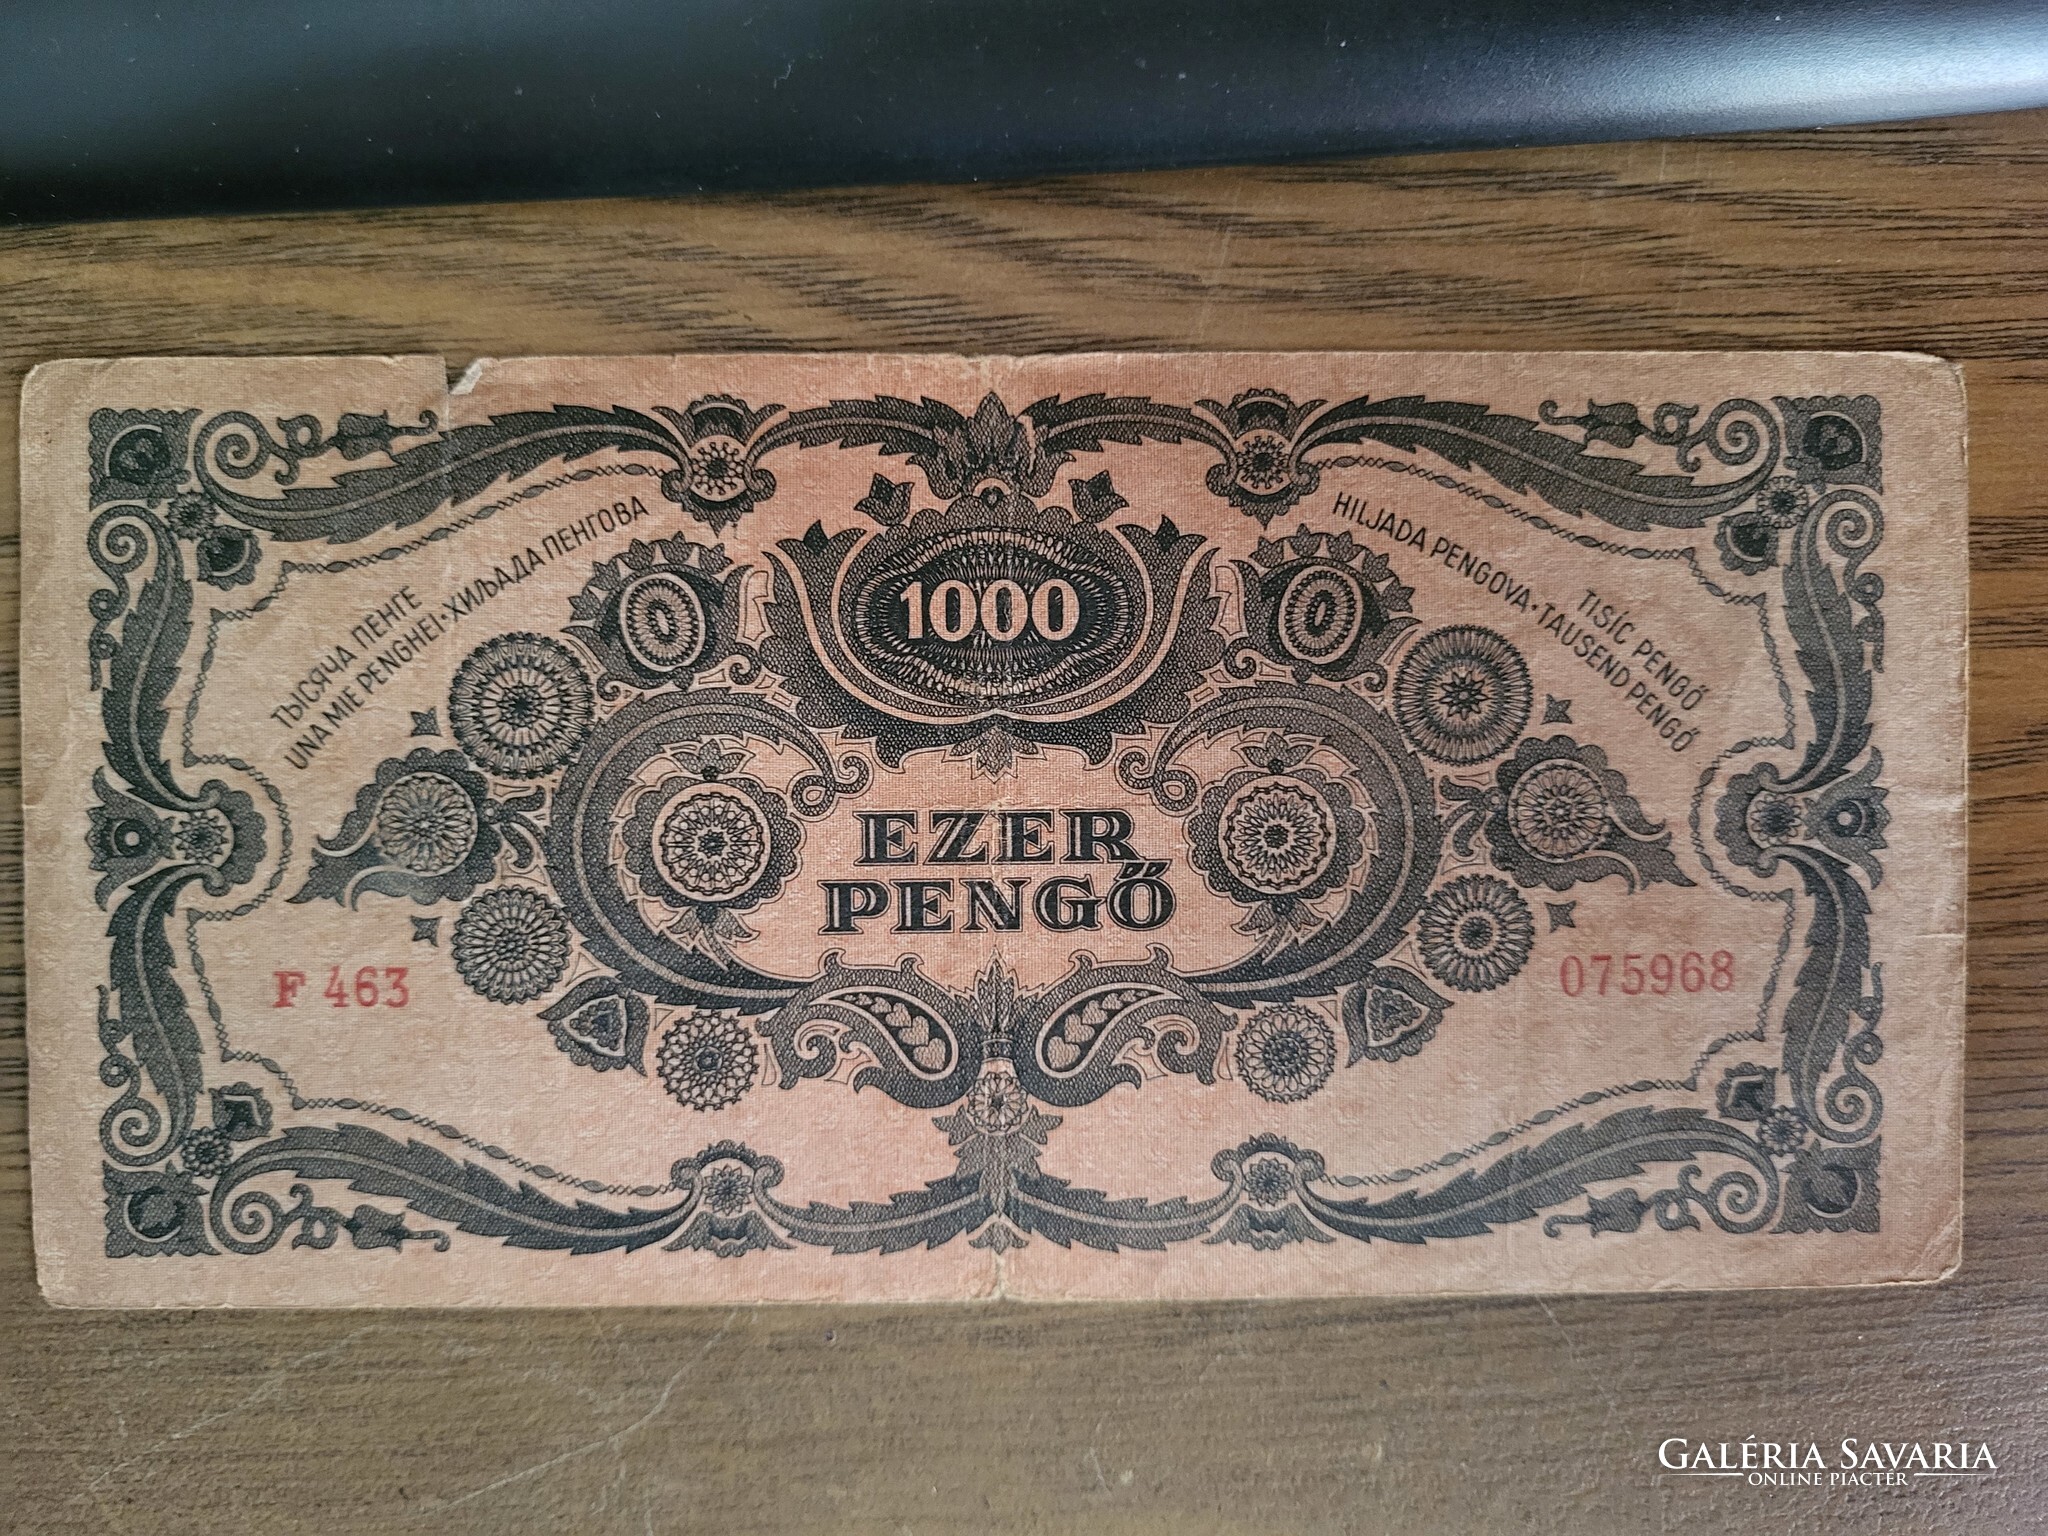 ТЫСЯЧА ПЕНГЕ
UNA MIE PENGHEI • ХИЉАДА ПЕНГОВА
HILJADA PENGOVA • TAUSEND PENGŐ
TISÍC PENGŐ
1000
EZER
PENGŐ
F 463
075968
GALÉRIA SAVARIA
ONLINE PIACTÉR